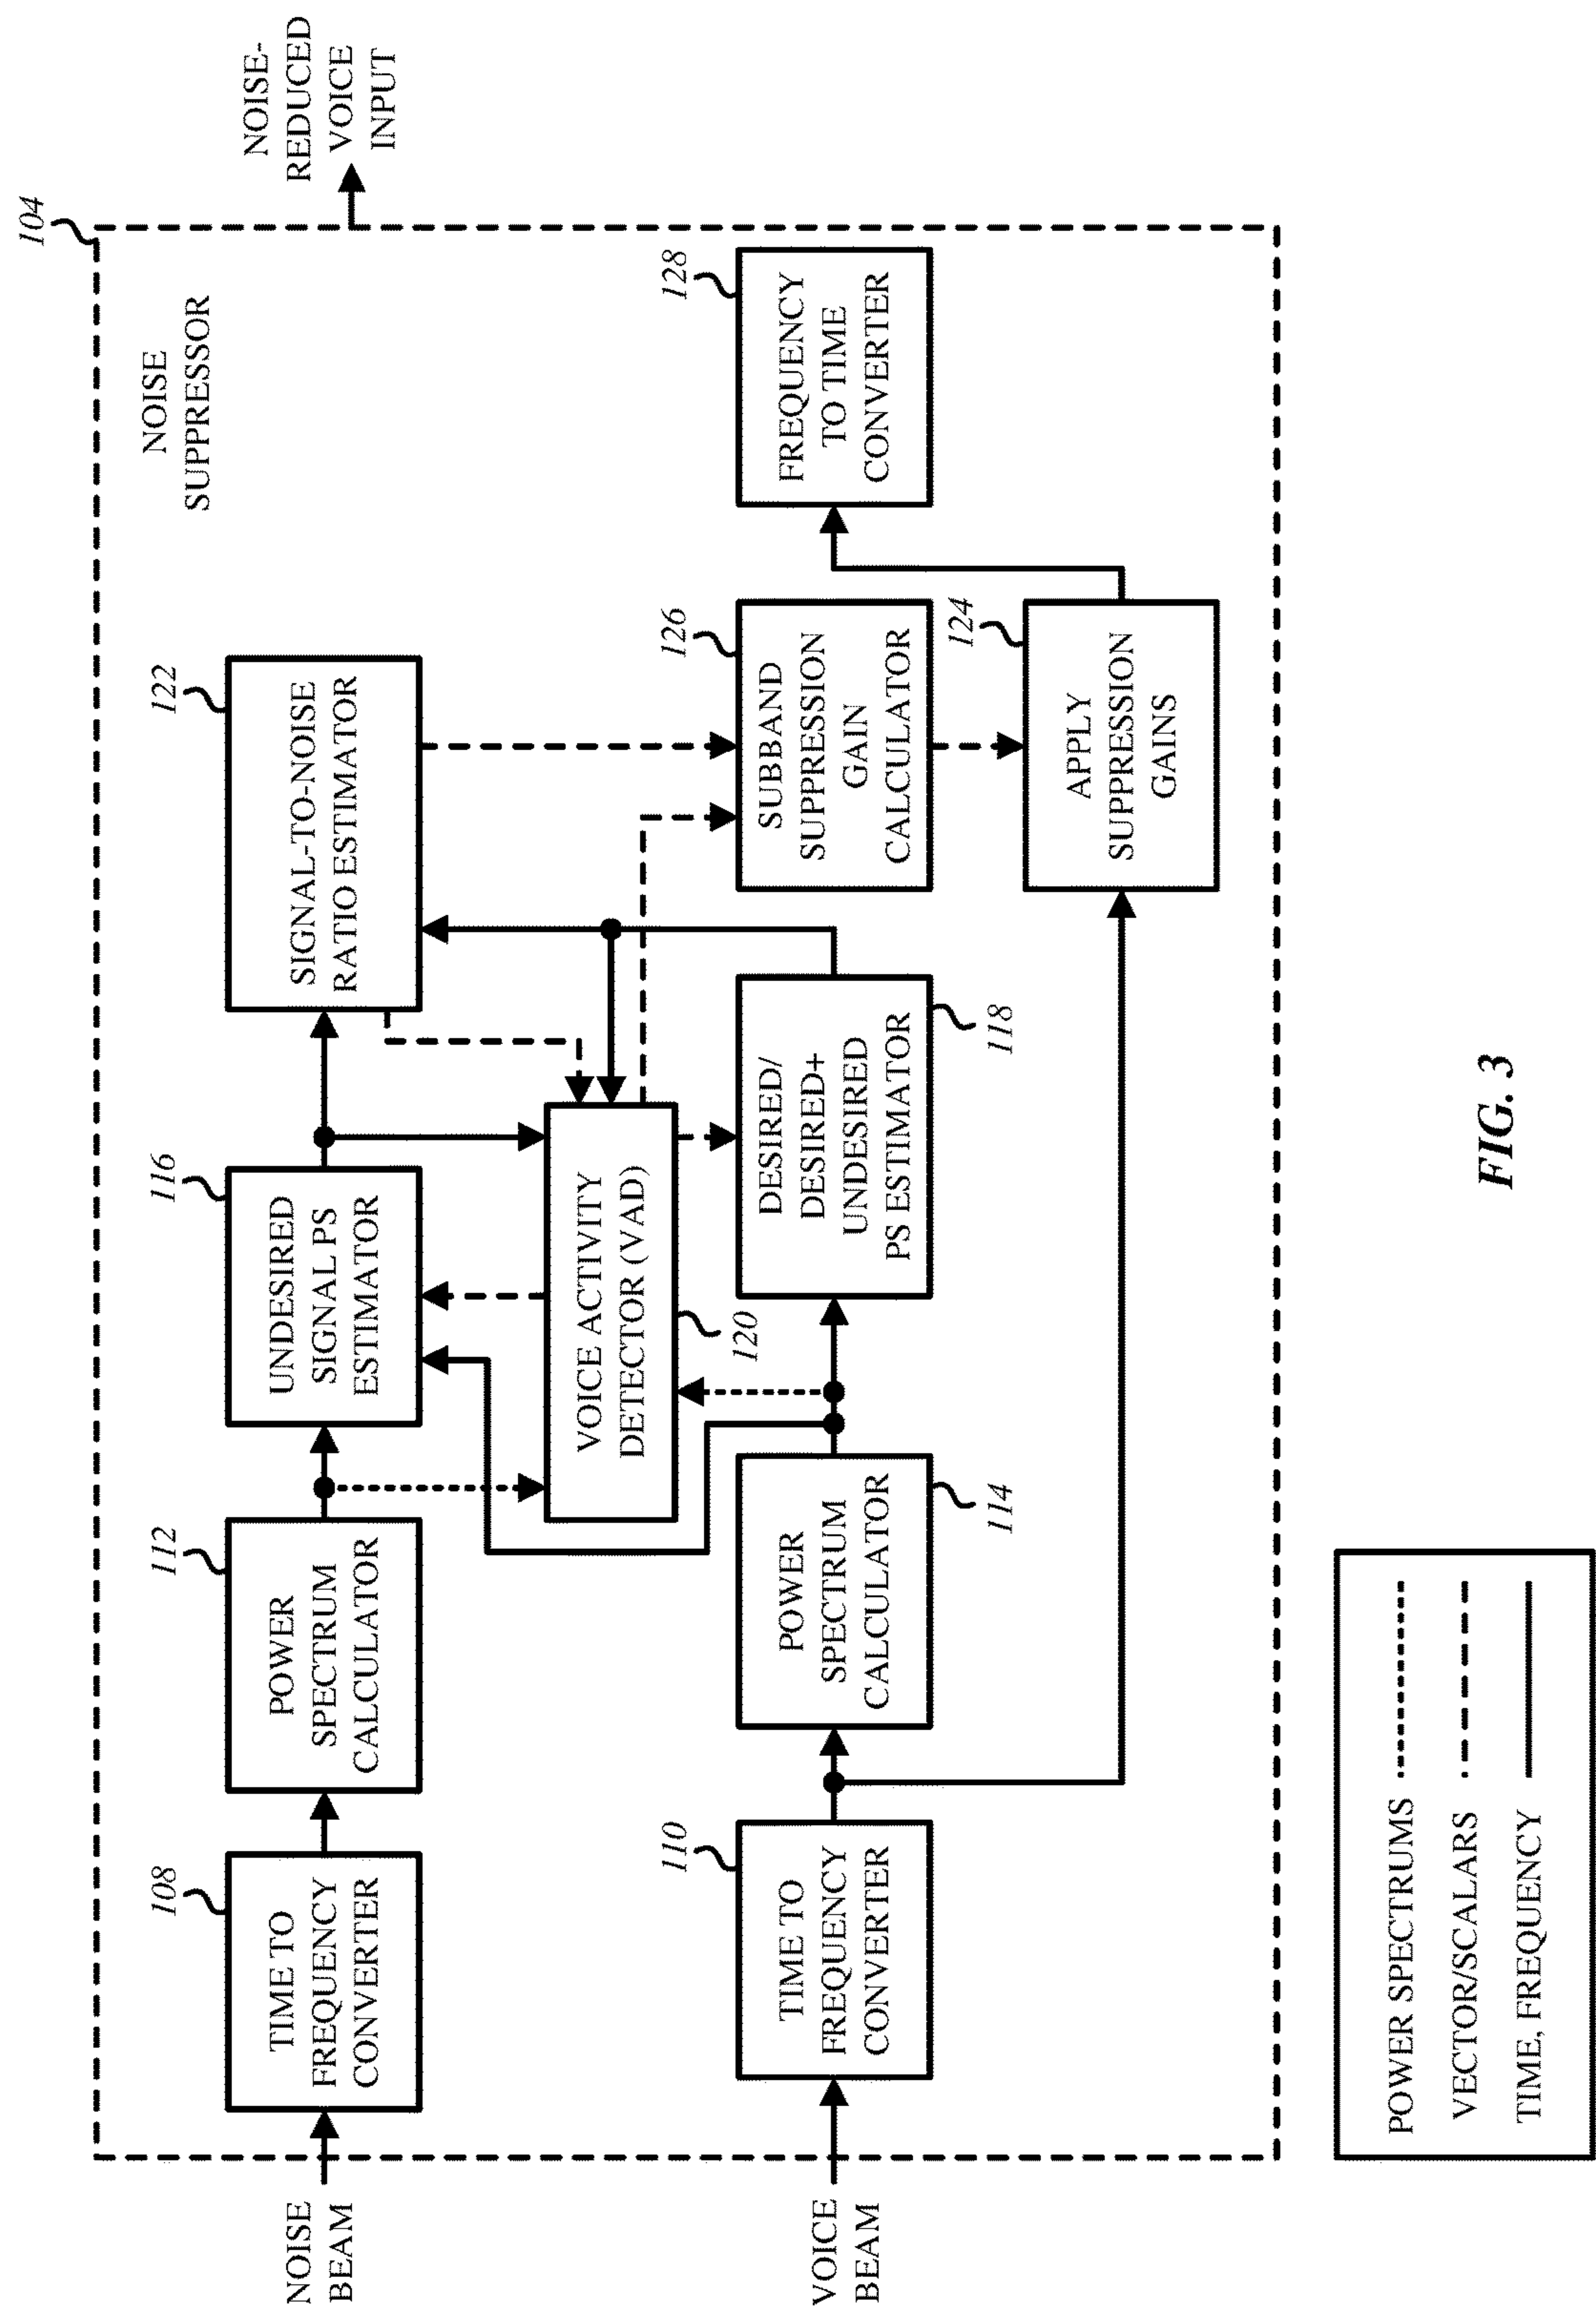 104
NOISE
SUPPRESSOR
NOISE-
REDUCED
VOICE
INPUT
NOISE
BEAM
108
TIME TO
FREQUENCY
CONVERTER
112
POWER
SPECTRUM
CALCULATOR
116
UNDESIRED
SIGNAL PS
ESTIMATOR
122
SIGNAL-TO-NOISE
RATIO ESTIMATOR
VOICE ACTIVITY
DETECTOR (VAD)
120
VOICE
BEAM
110
TIME TO
FREQUENCY
CONVERTER
POWER
SPECTRUM
CALCULATOR
114
DESIRED/
DESIRED+
UNDESIRED
PS ESTIMATOR
118
126
SUBBAND
SUPPRESSION
GAIN
CALCULATOR
128
FREQUENCY
TO TIME
CONVERTER
124
APPLY
SUPPRESSION
GAINS
POWER SPECTRUMS
VECTOR/SCALARS
TIME, FREQUENCY
FIG. 3